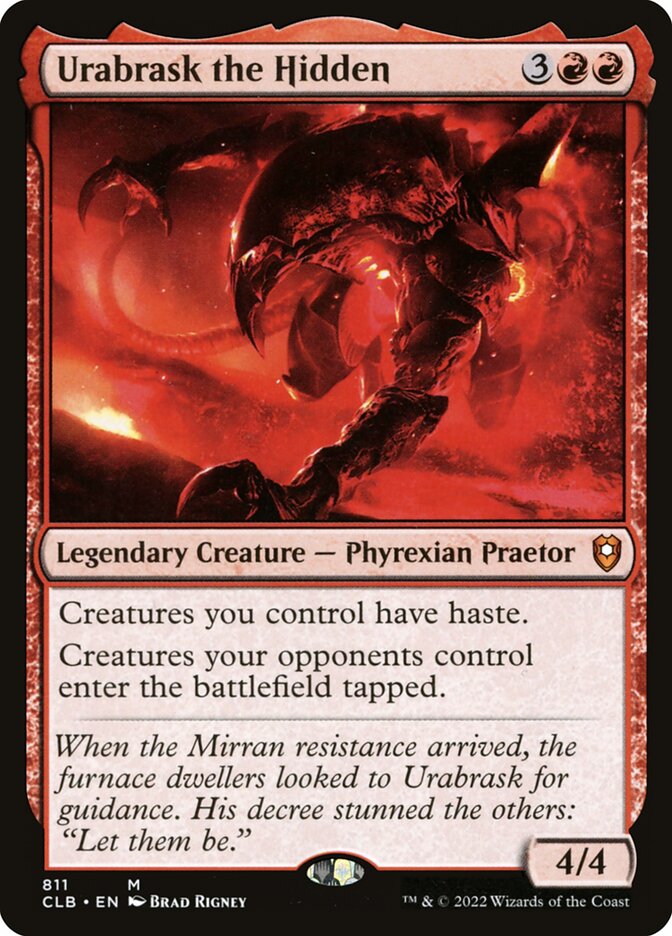 Urabrask the Hidden 3
Legendary Creature — Phyrexian Praetor
Creatures you control have haste.
Creatures your opponents control
enter the battlefield tapped.
When the Mirran resistance arrived, the
furnace dwellers looked to Urabrask for
guidance. His decree stunned the others:
“Let them be.”
4/4
811 M
CLB • EN Brad Rigney
™ & © 2022 Wizards of the Coast